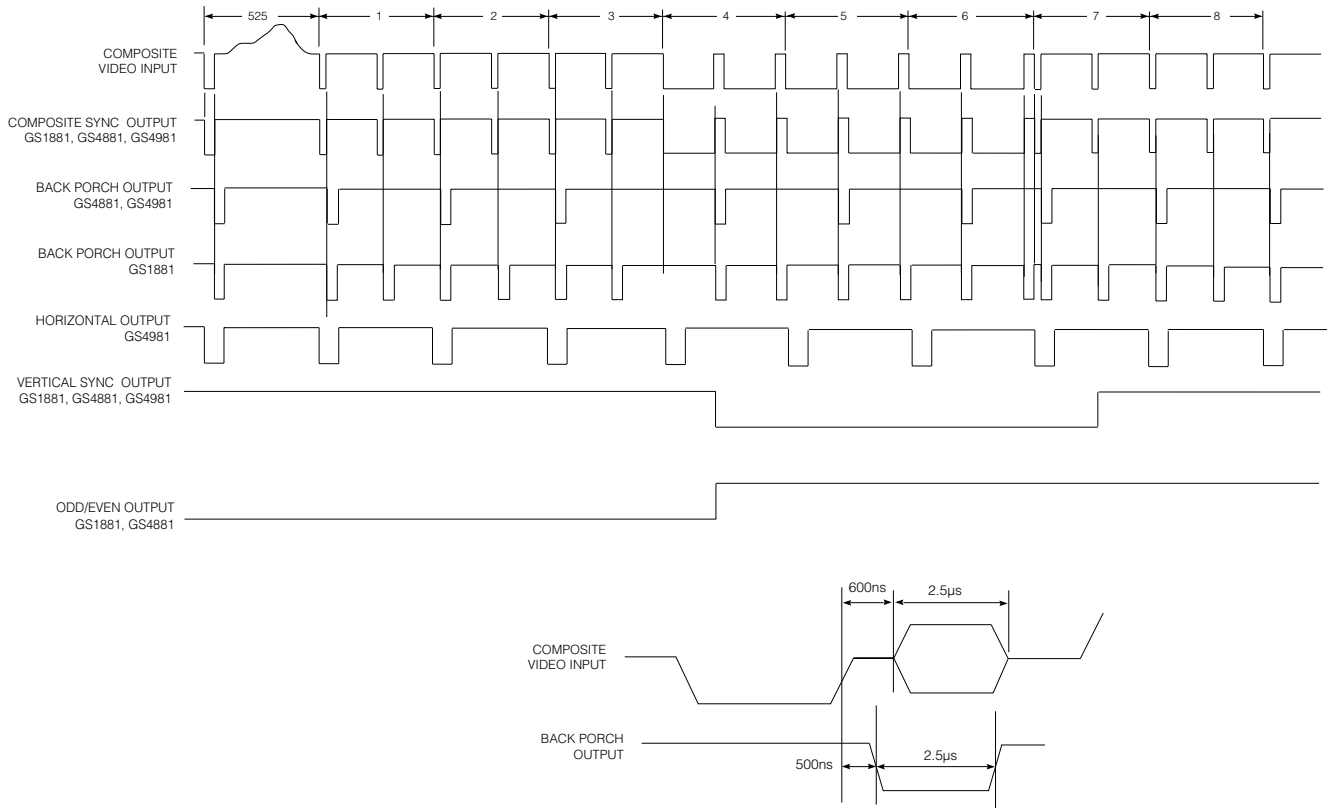 525 1 2 3 4 5 6 7 8
COMPOSITE
VIDEO INPUT
COMPOSITE SYNC OUTPUT
GS1881, GS4881, GS4981
BACK PORCH OUTPUT
GS4881, GS4981
BACK PORCH OUTPUT
GS1881
HORIZONTAL OUTPUT
GS4981
VERTICAL SYNC OUTPUT
GS1881, GS4881, GS4981
ODD/EVEN OUTPUT
GS1881, GS4881
600ns 2.5µs
COMPOSITE
VIDEO INPUT
BACK PORCH
OUTPUT
500ns 2.5µs